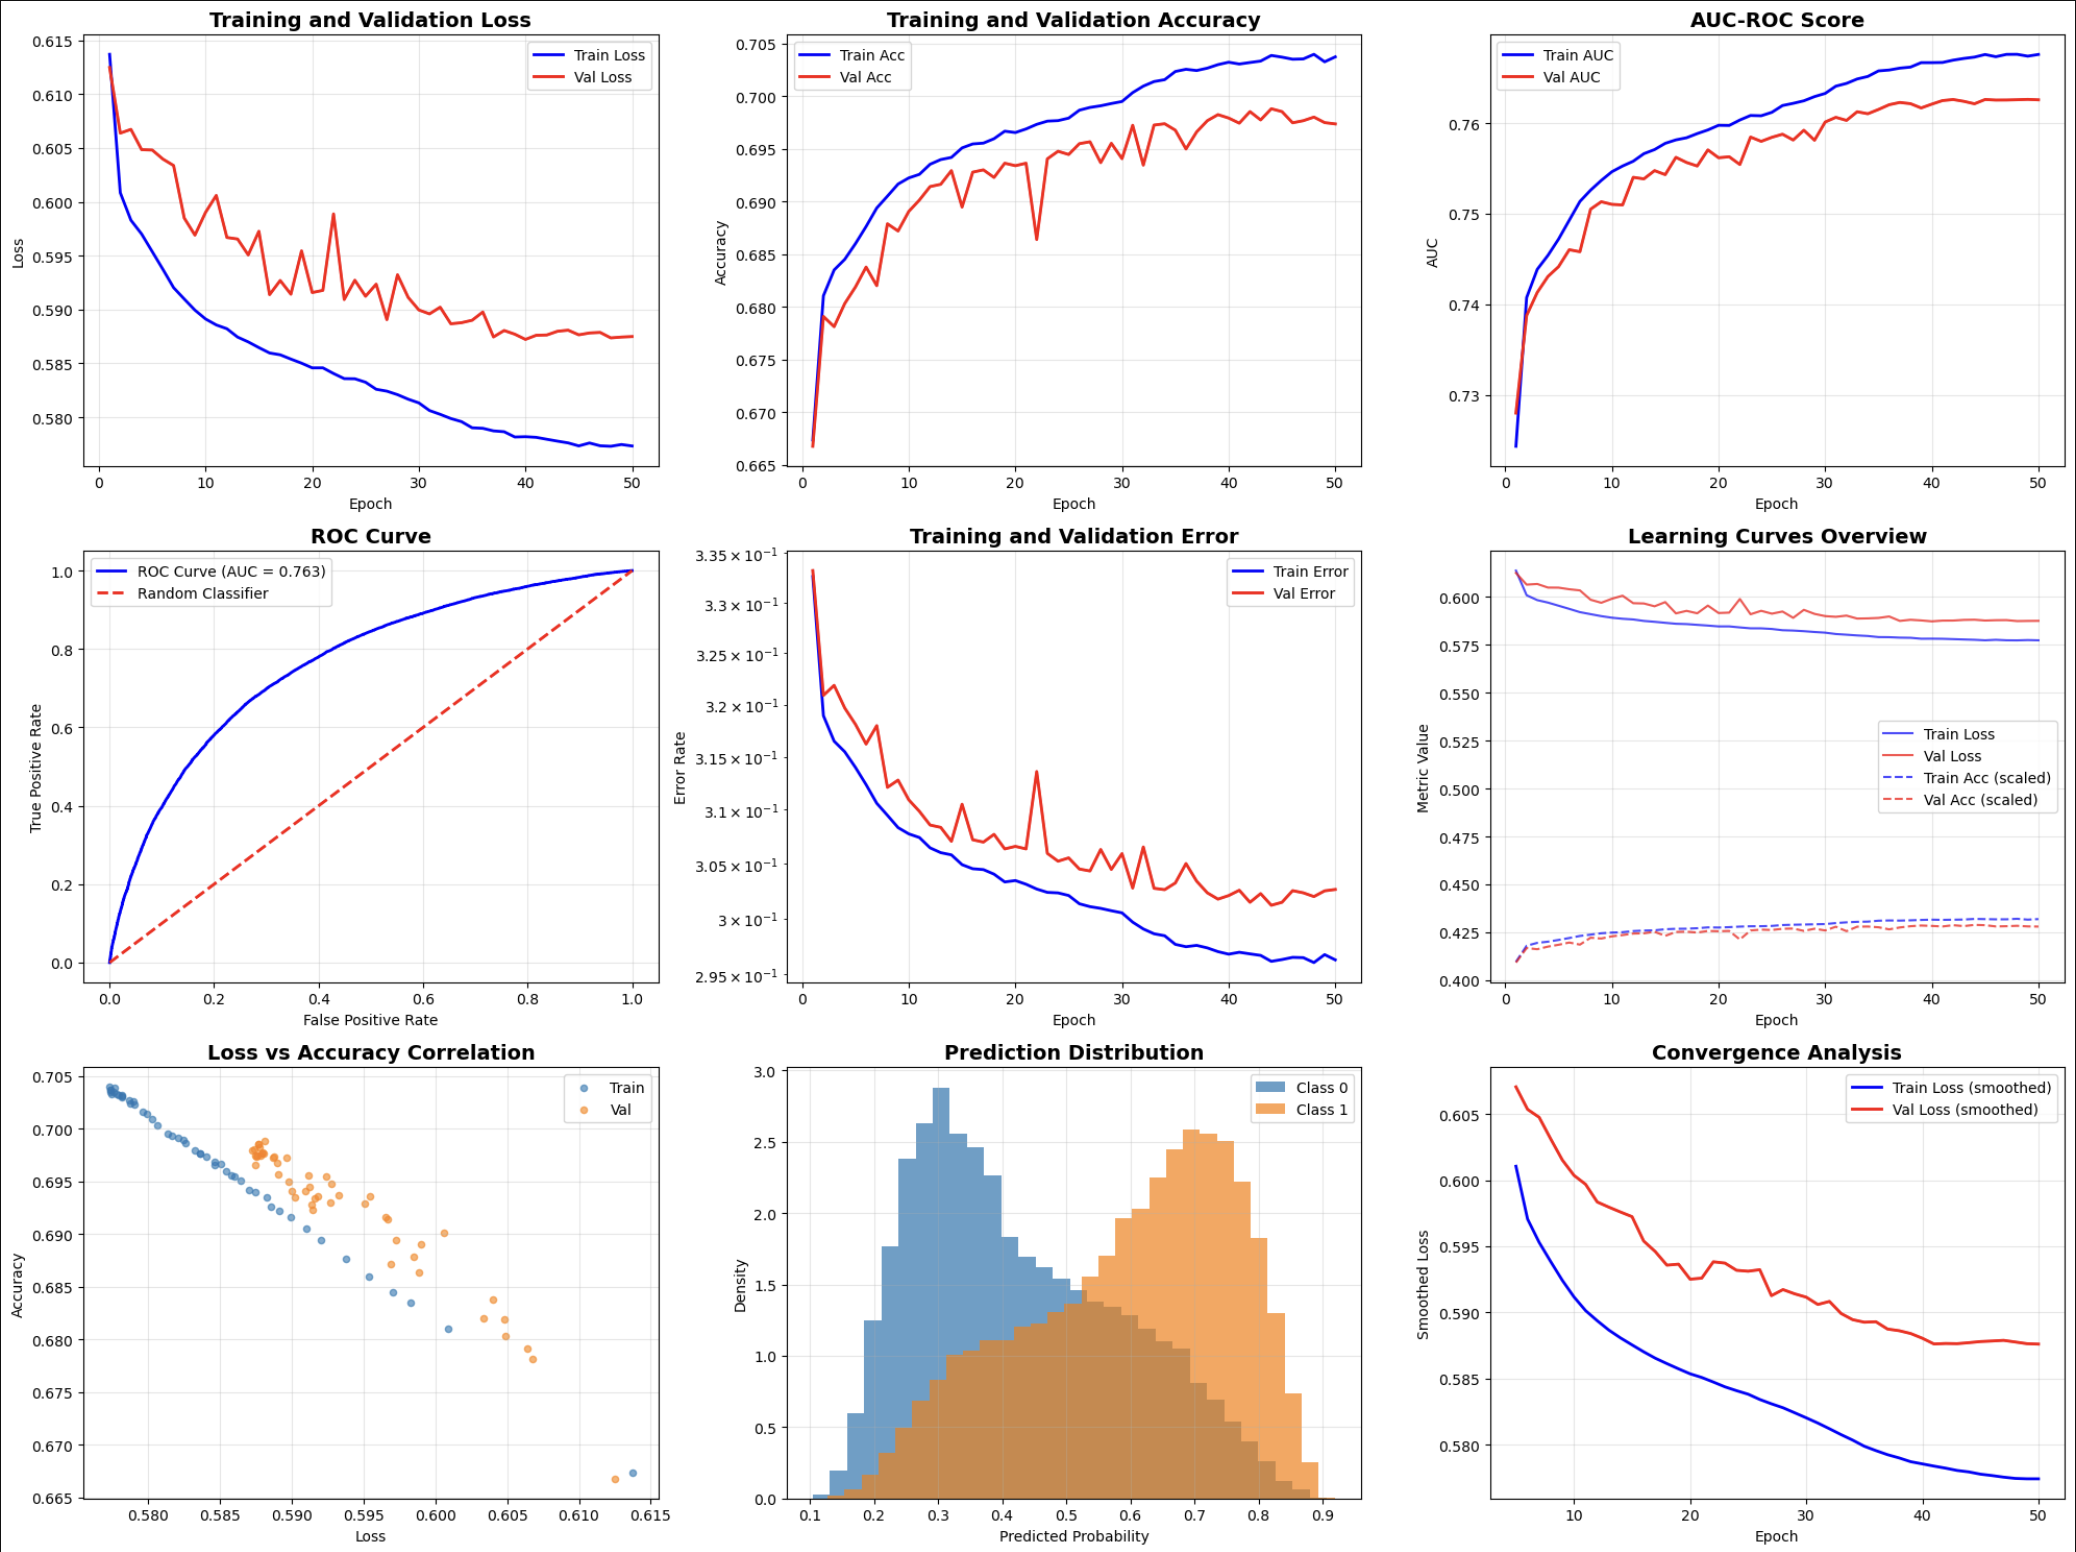 Training and Validation Loss
0.615
0.610
0.605
0.600
0.595
0.590
0.585
0.580
Loss
0 10 20 30 40 50
Epoch
Train Loss
Val Loss
Training and Validation Accuracy
0.705
0.700
0.695
0.690
0.685
0.680
0.675
0.670
0.665
Accuracy
0 10 20 30 40 50
Epoch
Train Acc
Val Acc
AUC-ROC Score
0.76
0.75
0.74
0.73
AUC
0 10 20 30 40 50
Epoch
Train AUC
Val AUC
ROC Curve
1.0
0.8
0.6
0.4
0.2
0.0
True Positive Rate
0.0 0.2 0.4 0.6 0.8 1.0
False Positive Rate
ROC Curve (AUC = 0.763)
Random Classifier
Training and Validation Error
3.35 × 10⁻¹
3.3 × 10⁻¹
3.25 × 10⁻¹
3.2 × 10⁻¹
3.15 × 10⁻¹
3.1 × 10⁻¹
3.05 × 10⁻¹
3 × 10⁻¹
2.95 × 10⁻¹
Error Rate
0 10 20 30 40 50
Epoch
Train Error
Val Error
Learning Curves Overview
0.600
0.575
0.550
0.525
0.500
0.475
0.450
0.425
0.400
Metric Value
0 10 20 30 40 50
Epoch
Train Loss
Val Loss
Train Acc (scaled)
Val Acc (scaled)
Loss vs Accuracy Correlation
0.705
0.700
0.695
0.690
0.685
0.680
0.675
0.670
0.665
Accuracy
0.580 0.585 0.590 0.595 0.600 0.605 0.610 0.615
Loss
Train
Val
Prediction Distribution
3.0
2.5
2.0
1.5
1.0
0.5
0.0
Density
0.1 0.2 0.3 0.4 0.5 0.6 0.7 0.8 0.9
Predicted Probability
Class 0
Class 1
Convergence Analysis
0.605
0.600
0.595
0.590
0.585
0.580
Smoothed Loss
10 20 30 40 50
Epoch
Train Loss (smoothed)
Val Loss (smoothed)